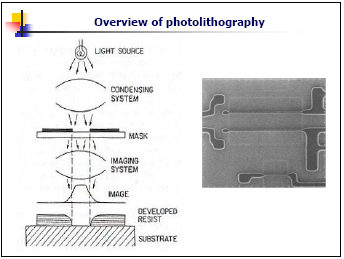 Overview of photolithography
LIGHT SOURCE
CONDENSING
SYSTEM
MASK
IMAGING
SYSTEM
IMAGE
DEVELOPED
RESIST
SUBSTRATE